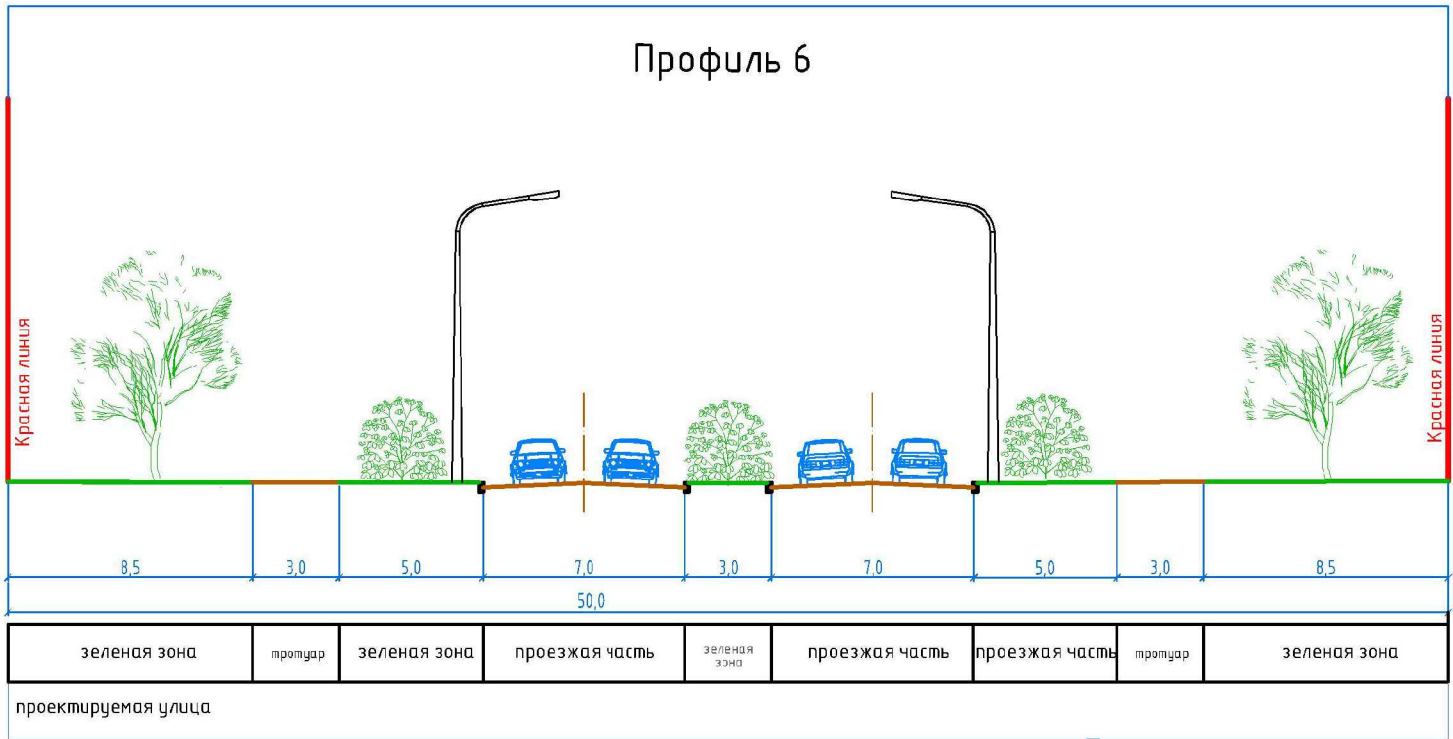 Профиль 6
Красная линия
Красная линия
8,5 3,0 5,0 7,0 3,0 7,0 5,0 3,0 8,5
50,0
зеленая зона тротуар зеленая зона проезжая часть зеленая зона проезжая часть проезжая часть тротуар зеленая зона
проектируемая улица